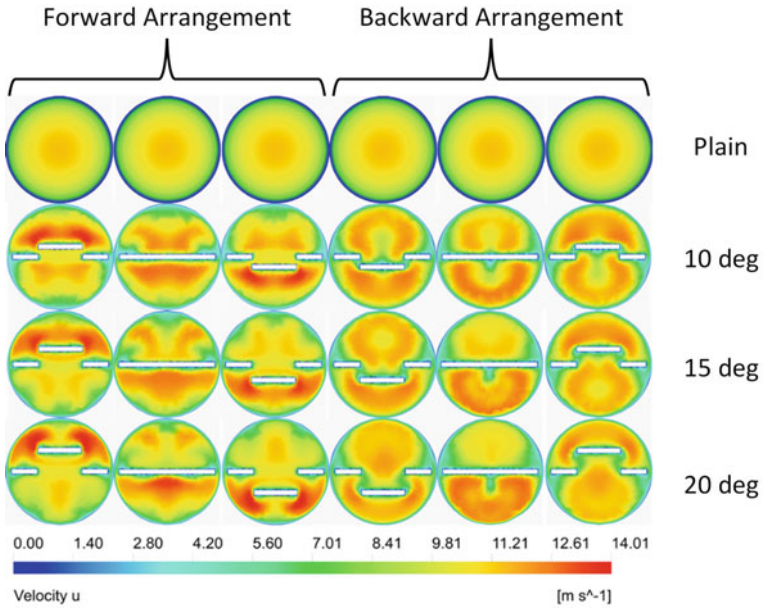 Forward Arrangement Backward Arrangement
Plain
10 deg
15 deg
20 deg
0.00 1.40 2.80 4.20 5.60 7.01 8.41 9.81 11.21 12.61 14.01
Velocity u [m s^-1]